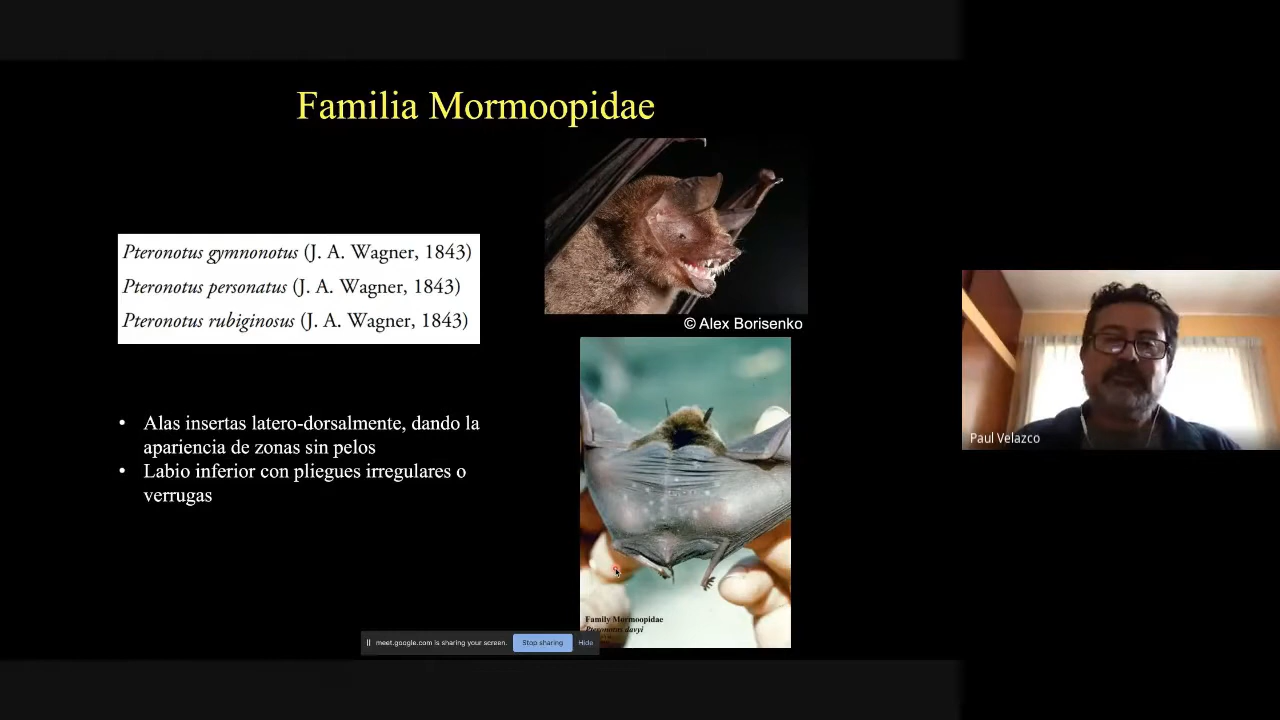 Familia Mormoopidae
Pteronotus gymnonotus (J. A. Wagner, 1843)
Pteronotus personatus (J. A. Wagner, 1843)
Pteronotus rubiginosus (J. A. Wagner, 1843)
© Alex Borisenko
Alas insertas latero-dorsalmente, dando la
apariencia de zonas sin pelos
Labio inferior con pliegues irregulares o
verrugas
Family Mormoopidae
Pteronotus davyi
meet.google.com is sharing your screen.
Stop sharing
Hide
Paul Velazco